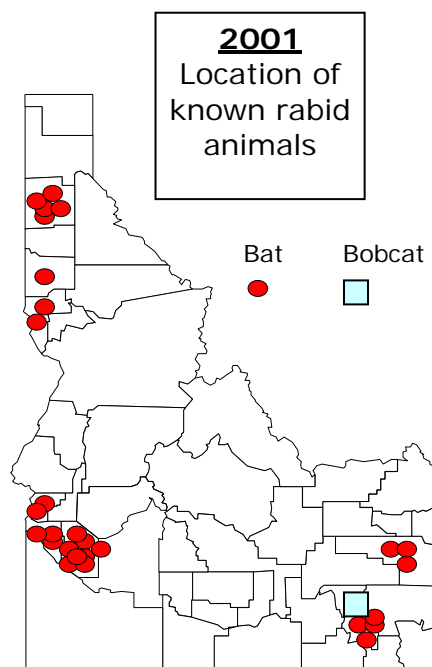 2001
Location of
known rabid
animals
Bat
Bobcat